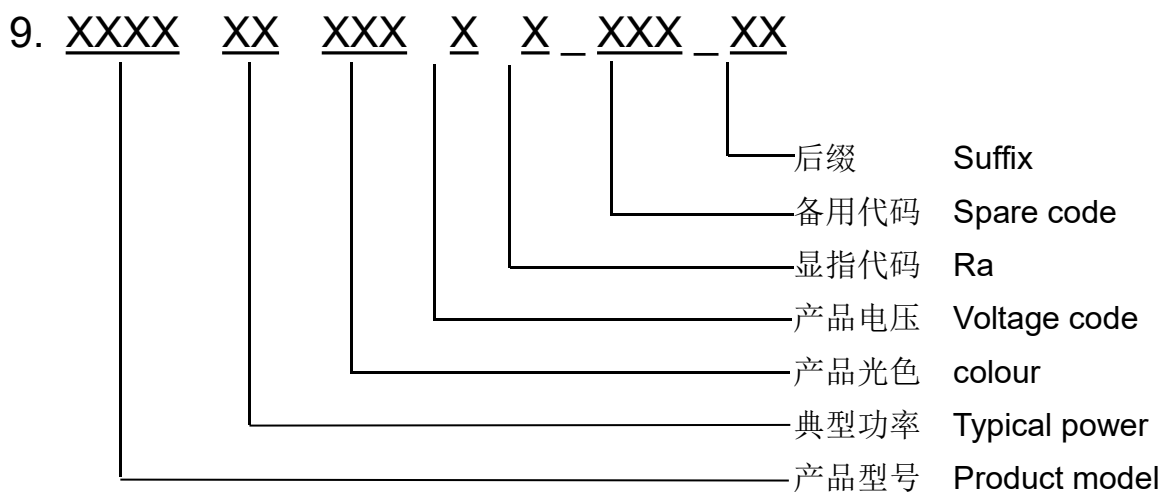 9. XXXX XX XXX X X _ XXX _ XX
后缀 Suffix
备用代码 Spare code
显指代码 Ra
产品电压 Voltage code
产品光色 colour
典型功率 Typical power
产品型号 Product model